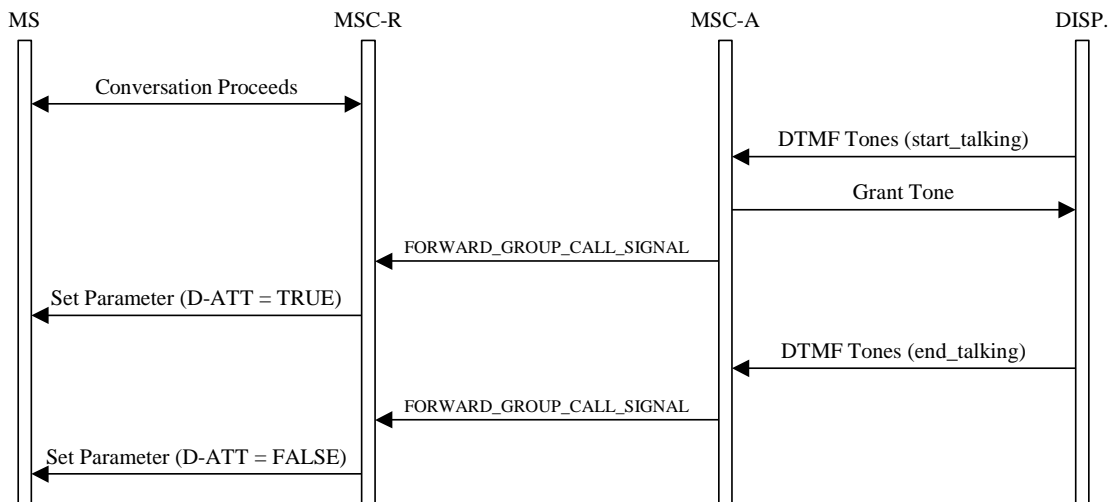 MS MSC-R MSC-A DISP.
Conversation Proceeds
DTMF Tones (start_talking)
Grant Tone
FORWARD_GROUP_CALL_SIGNAL
Set Parameter (D-ATT = TRUE)
DTMF Tones (end_talking)
FORWARD_GROUP_CALL_SIGNAL
Set Parameter (D-ATT = FALSE)